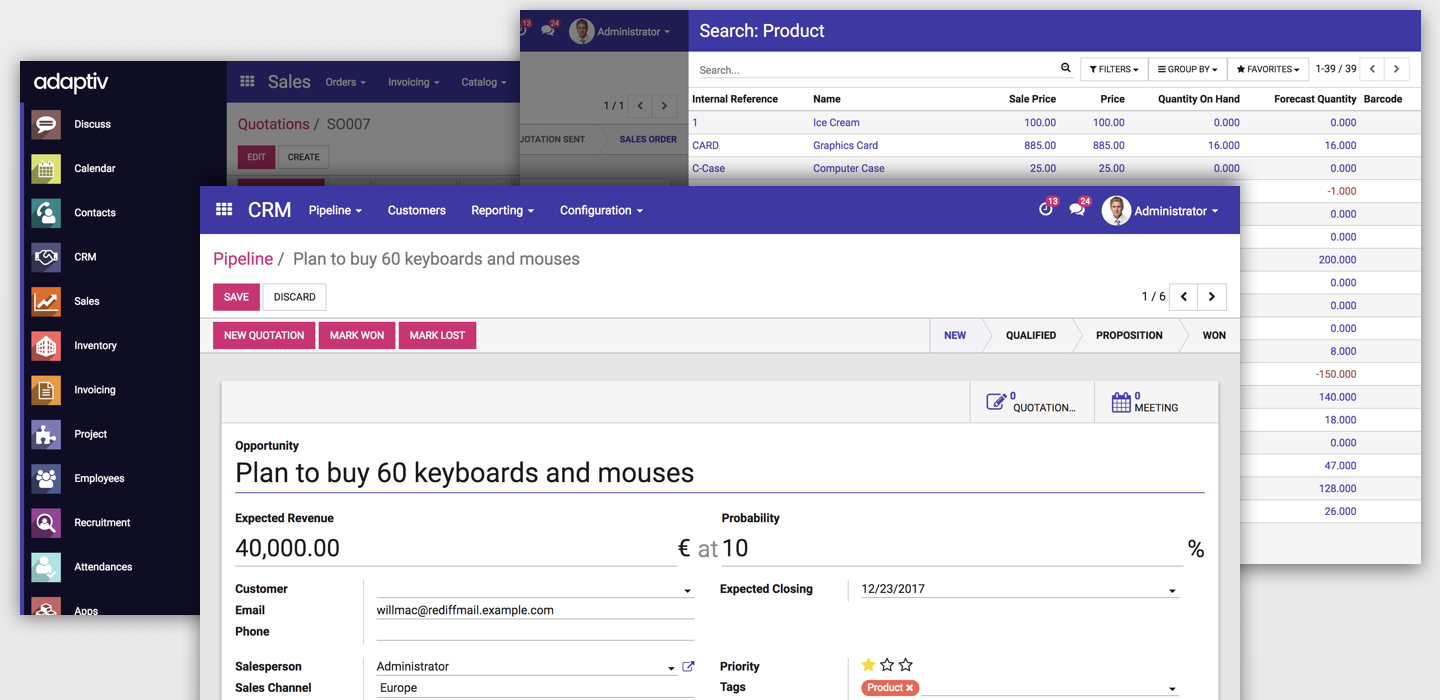 adaptiv
Discuss
Calendar
Contacts
CRM
Sales
Inventory
Invoicing
Project
Employees
Recruitment
Attendances
Apps
Sales Orders Invoicing Catalog
Quotations / SO007
EDIT CREATE
13 24 Administrator
1 / 1
QUOTATION SENT SALES ORDER
Search: Product
Search... FILTERS GROUP BY FAVORITES 1-39 / 39
Internal Reference Name Sale Price Price Quantity On Hand Forecast Quantity Barcode
1 Ice Cream 100.00 100.00 0.000 0.000
CARD Graphics Card 885.00 885.00 16.000 16.000
C-Case Computer Case 25.00 25.00 0.000 0.000
-1.000
0.000
0.000
200.000
0.000
0.000
0.000
8.000
-150.000
140.000
18.000
0.000
47.000
128.000
26.000
CRM Pipeline Customers Reporting Configuration 13 24 Administrator
Pipeline / Plan to buy 60 keyboards and mouses
SAVE DISCARD 1 / 6
NEW QUOTATION MARK WON MARK LOST NEW QUALIFIED PROPOSITION WON
0 QUOTATION... 0 MEETING
Opportunity
Plan to buy 60 keyboards and mouses
Expected Revenue Probability
40,000.00 € at 10 %
Customer Expected Closing 12/23/2017
Email willmac@rediffmail.example.com
Phone
Salesperson Administrator Priority
Sales Channel Europe Tags Product ×